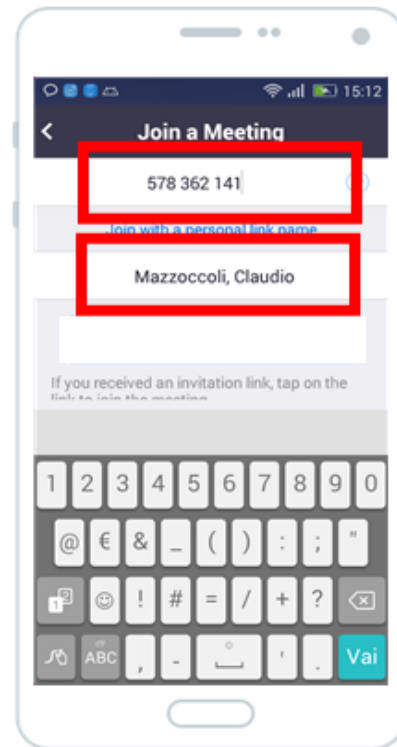 15:12
Join a Meeting
578 362 141
Join with a personal link name
Mazzoccoli, Claudio
If you received an invitation link, tap on the
link to join the meeting
1 2 3 4 5 6 7 8 9 0
@ € & _ ( ) : ; "
1 2 ! # = / + ?
ABC , - ' . Vai